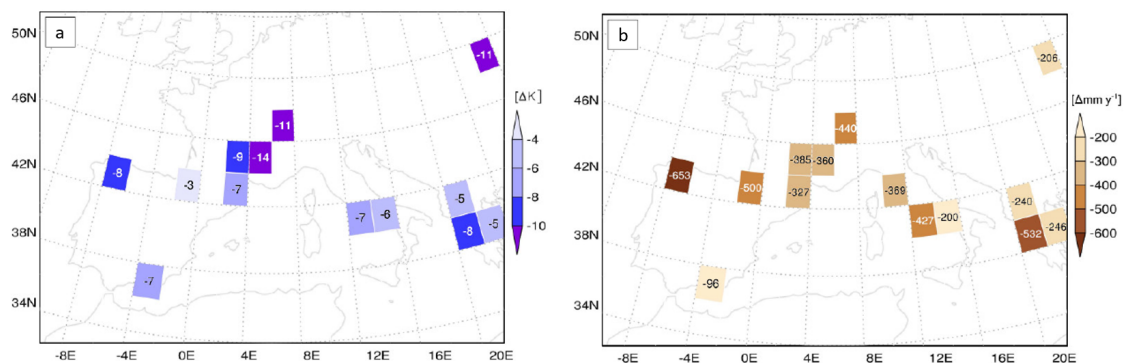 a
50N
46N
42N
38N
34N
-8E -4E 0E 4E 8E 12E 16E 20E
-11
-11
-9 -14
-8
-3
-7
-7 -6
-5
-8 -5
-7
[ΔK]
-4
-6
-8
-10
b
50N
46N
42N
38N
34N
-8E -4E 0E 4E 8E 12E 16E 20E
-206
-440
-385 -360
-653
-500
-327
-369
-427 -200
-240
-532 -246
-96
[Δmm y⁻¹]
-200
-300
-400
-500
-600